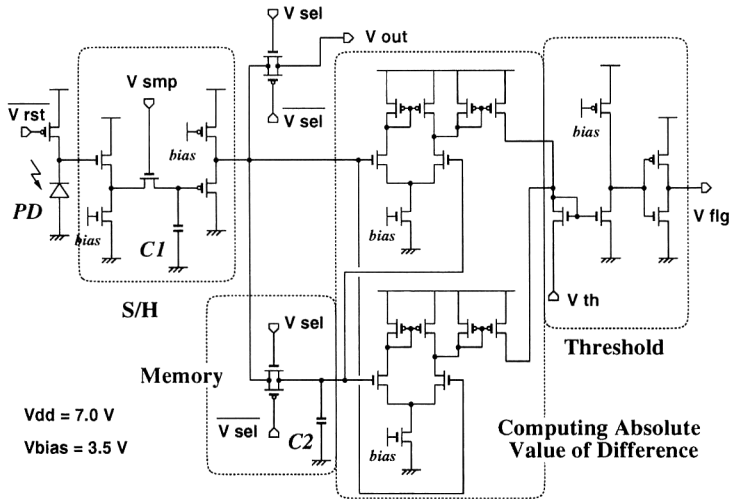 V sel
V out
V smp
V rst
V sel
bias
bias
bias
PD
bias
C1
bias
V flg
V th
S/H
V sel
Threshold
Memory
V sel
C2
Vdd = 7.0 V
Vbias = 3.5 V
bias
Computing Absolute
Value of Difference